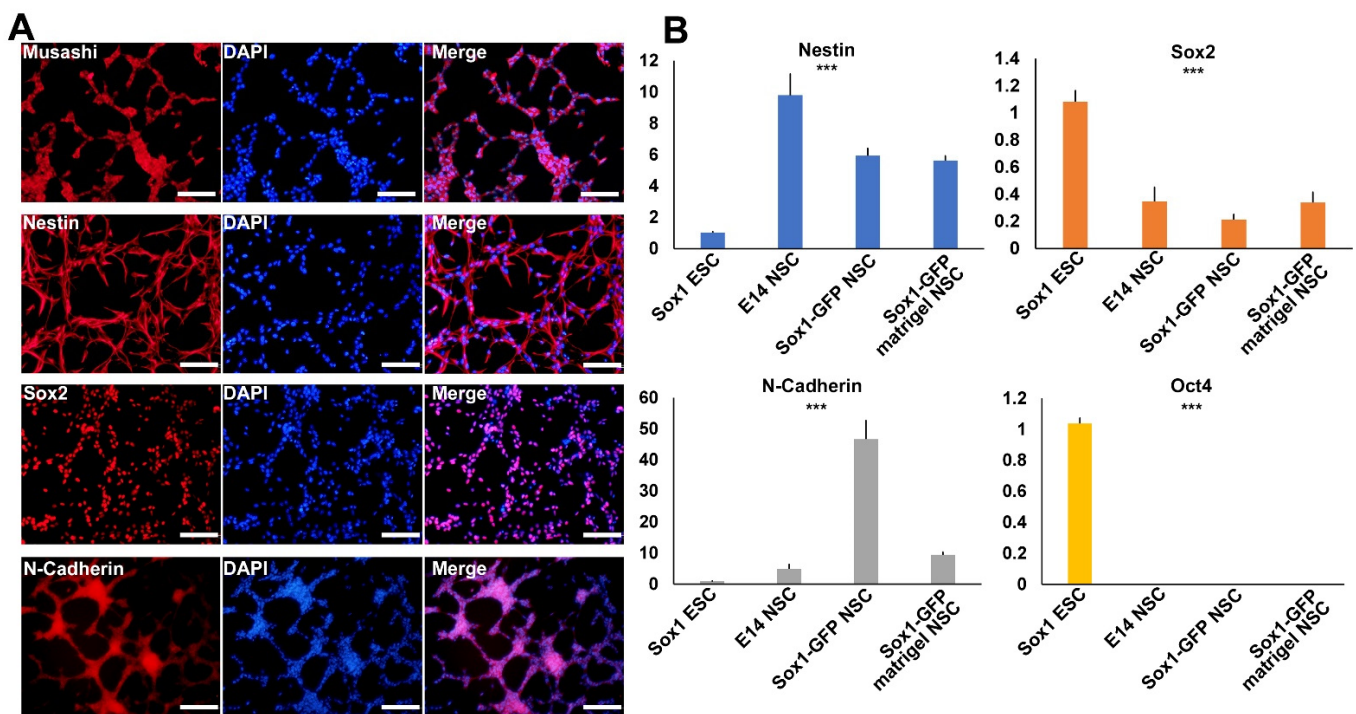 A
Musashi DAPI Merge
Nestin DAPI Merge
Sox2 DAPI Merge
N-Cadherin DAPI Merge
B
Nestin
***
12
10
8
6
4
2
0
Sox1 ESC
E14 NSC
Sox1-GFP NSC
Sox1-GFP
matrigel NSC
Sox2
***
1.4
1.2
1
0.8
0.6
0.4
0.2
0
Sox1 ESC
E14 NSC
Sox1-GFP NSC
Sox1-GFP
matrigel NSC
N-Cadherin
***
60
50
40
30
20
10
0
Sox1 ESC
E14 NSC
Sox1-GFP NSC
Sox1-GFP
matrigel NSC
Oct4
***
1.2
1
0.8
0.6
0.4
0.2
0
Sox1 ESC
E14 NSC
Sox1-GFP NSC
Sox1-GFP
matrigel NSC